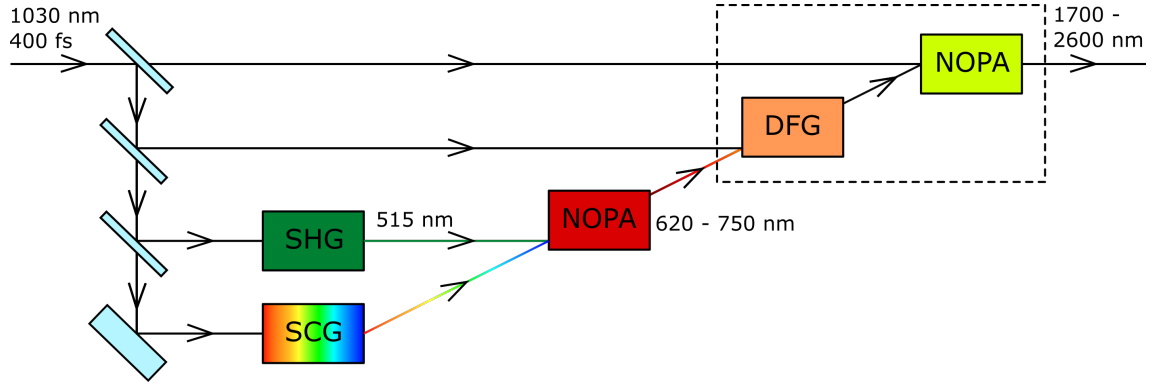 1030 nm
400 fs
1700 -
2600 nm
NOPA
DFG
NOPA
620 - 750 nm
515 nm
SHG
SCG